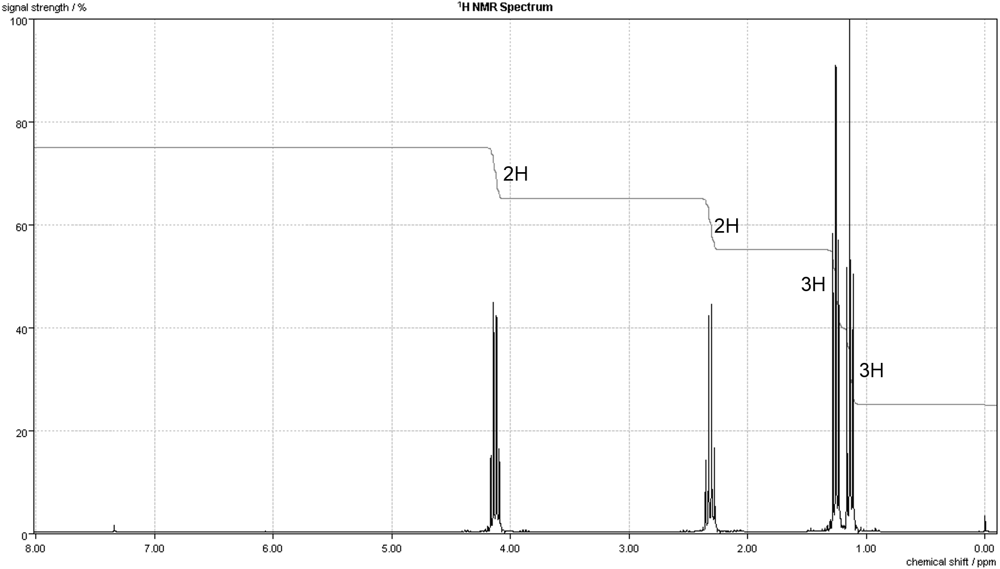 signal strength / %
¹H NMR Spectrum
100
80
60
40
20
0
2H
2H
3H
3H
8.00 7.00 6.00 5.00 4.00 3.00 2.00 1.00 0.00
chemical shift / ppm